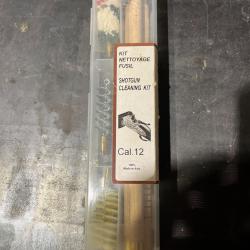 KIT
NETTOYAGE
FUSIL
SHOTGUN
CLEANING KIT
Cal.12
Made in Italy